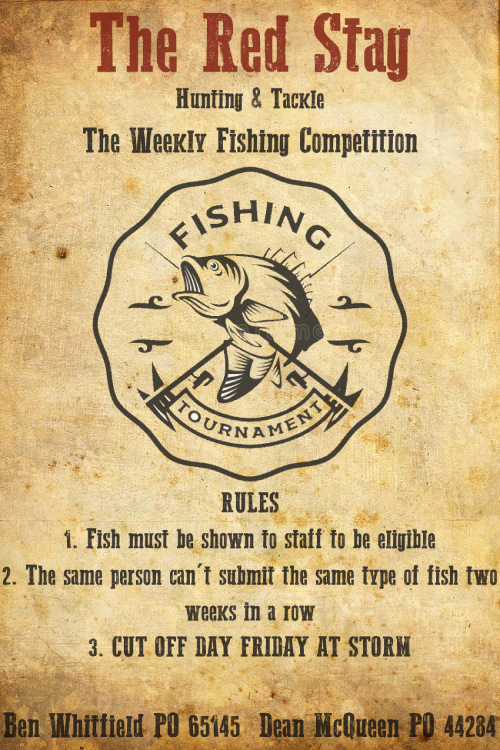 The Red Stag
Hunting & Tackle
The Weekly Fishing Competition
FISHING
TOURNAMENT
RULES
1. Fish must be shown to staff to be eligible
2. The same person can't submit the same type of fish two
weeks in a row
3. CUT OFF DAY FRIDAY AT STORM
Ben Whitfield PO 65145 Dean McQueen PO 44284